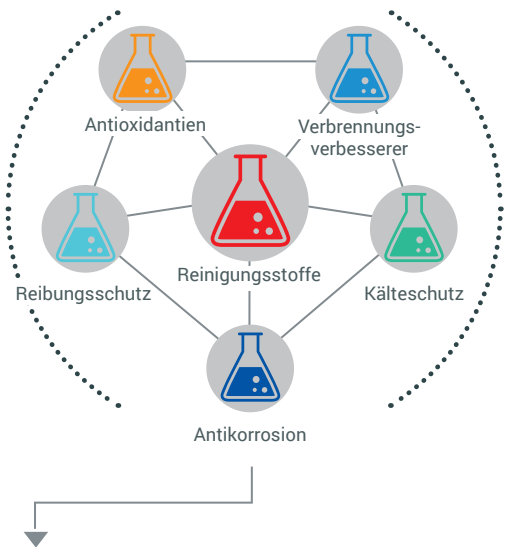 Antioxidantien
Verbrennungs-
verbesserer
Reinigungsstoffe
Reibungsschutz
Kälteschutz
Antikorrosion